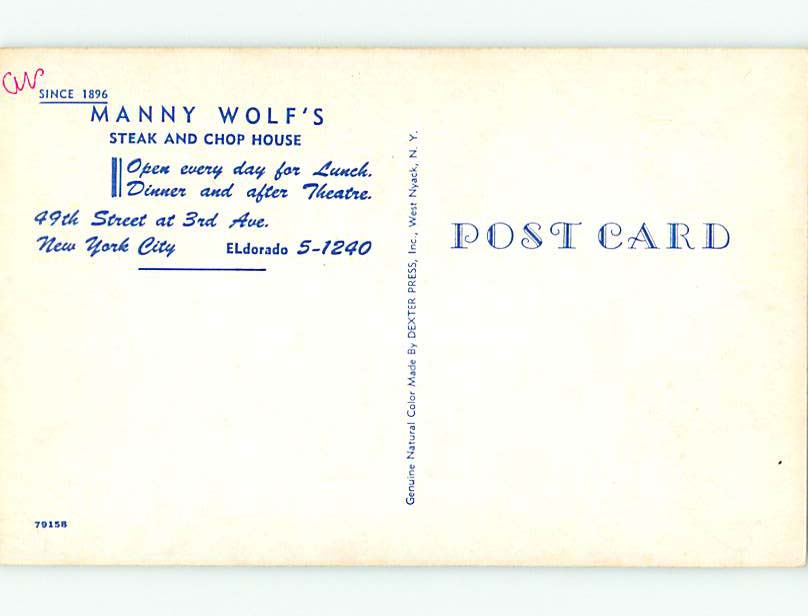 SINCE 1896
MANNY WOLF'S
STEAK AND CHOP HOUSE
Open every day for Lunch.
Dinner and after Theatre.
49th Street at 3rd Ave.
New York City ELdorado 5-1240
79158
Genuine Natural Color Made By DEXTER PRESS, Inc., West Nyack, N. Y.
POST CARD